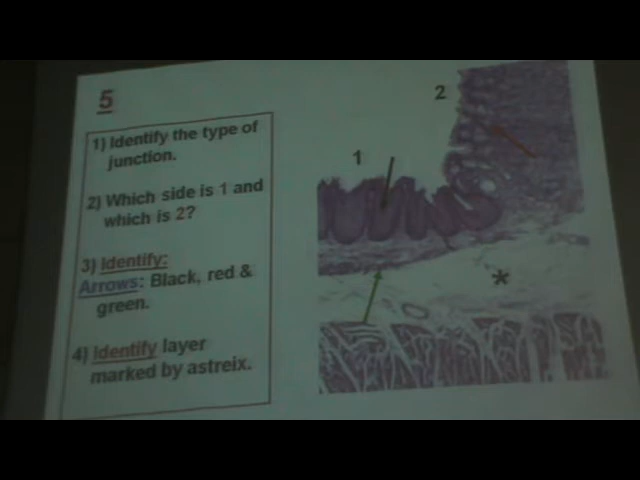 5
1) Identify the type of
junction.
2) Which side is 1 and
which is 2?
3) Identify:
Arrows: Black, red &
green.
4) Identify layer
marked by astreix.
1
2
*